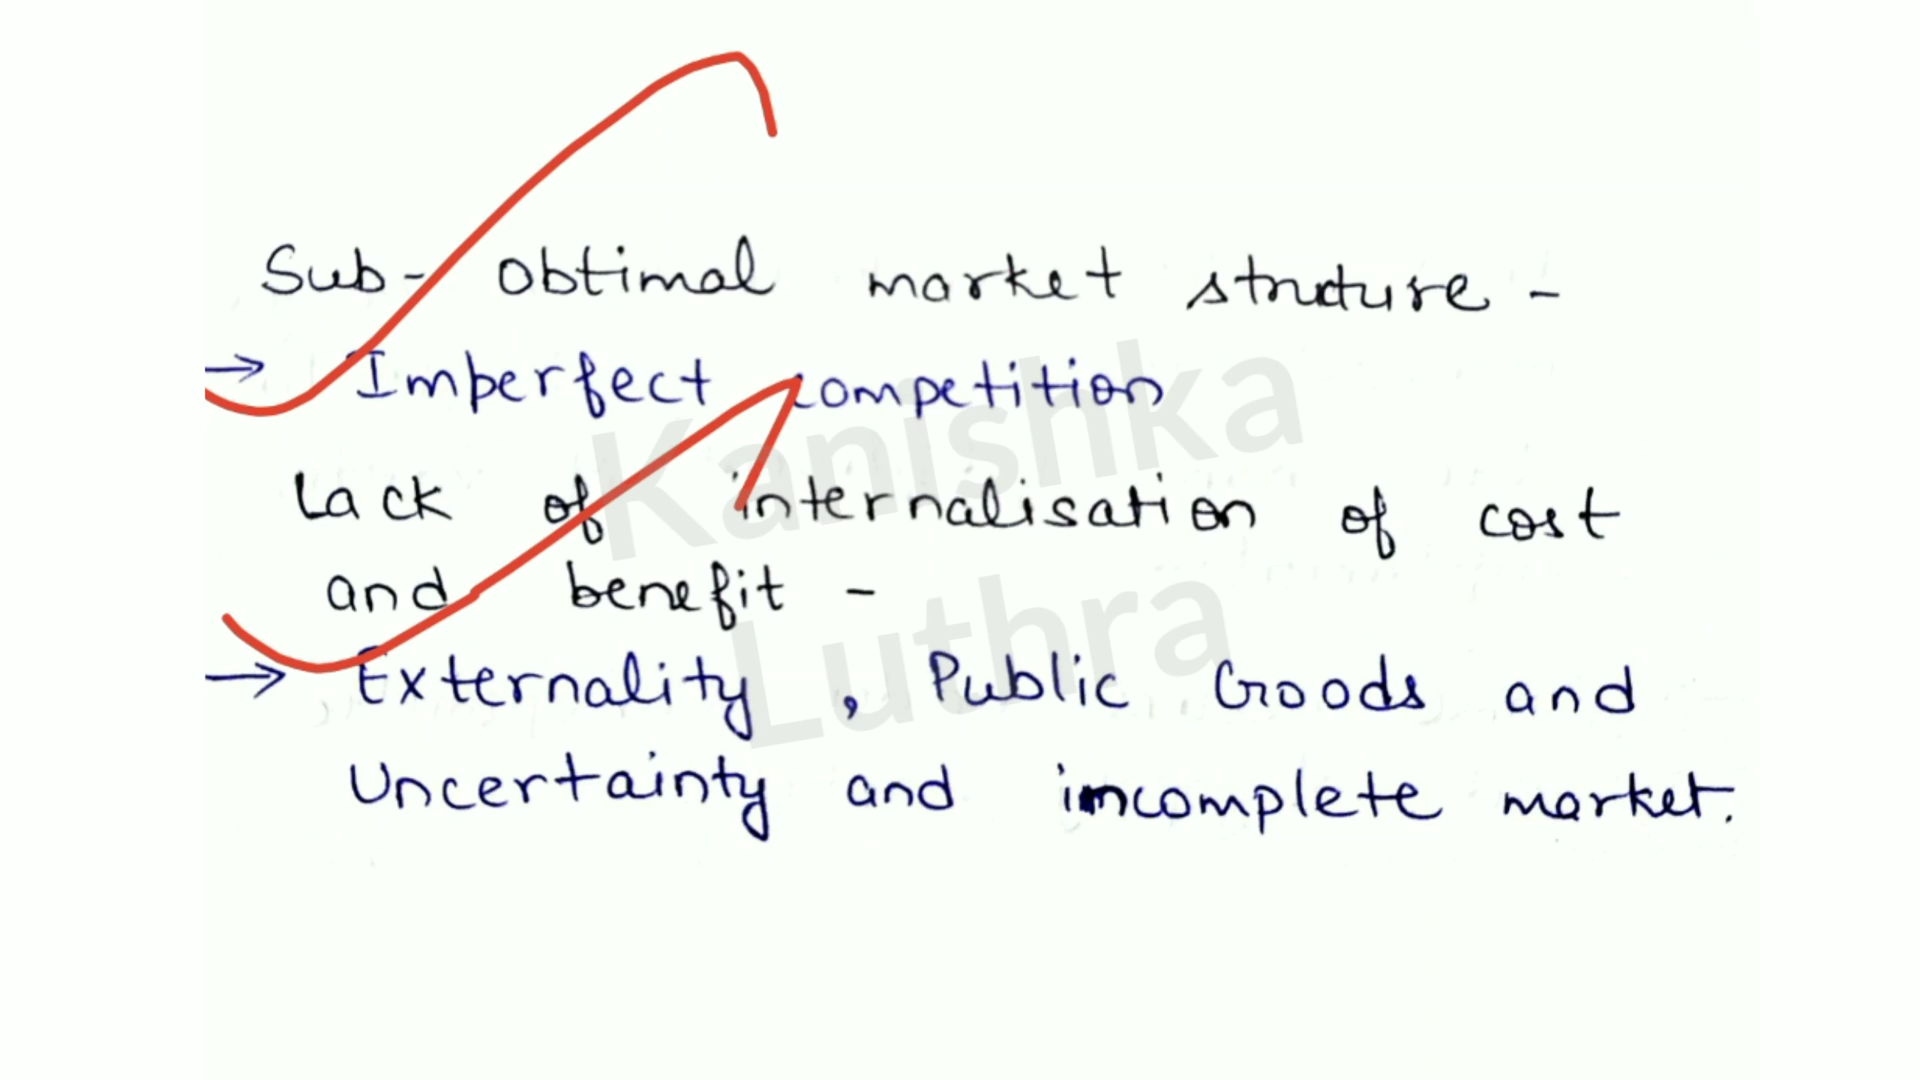 Sub- obtimal market structure -
→ Imperfect competition
Lack of internalisation of cost
and benefit -
→ Externality, Public Goods and
Uncertainty and incomplete market.
Kanishka
Luthra